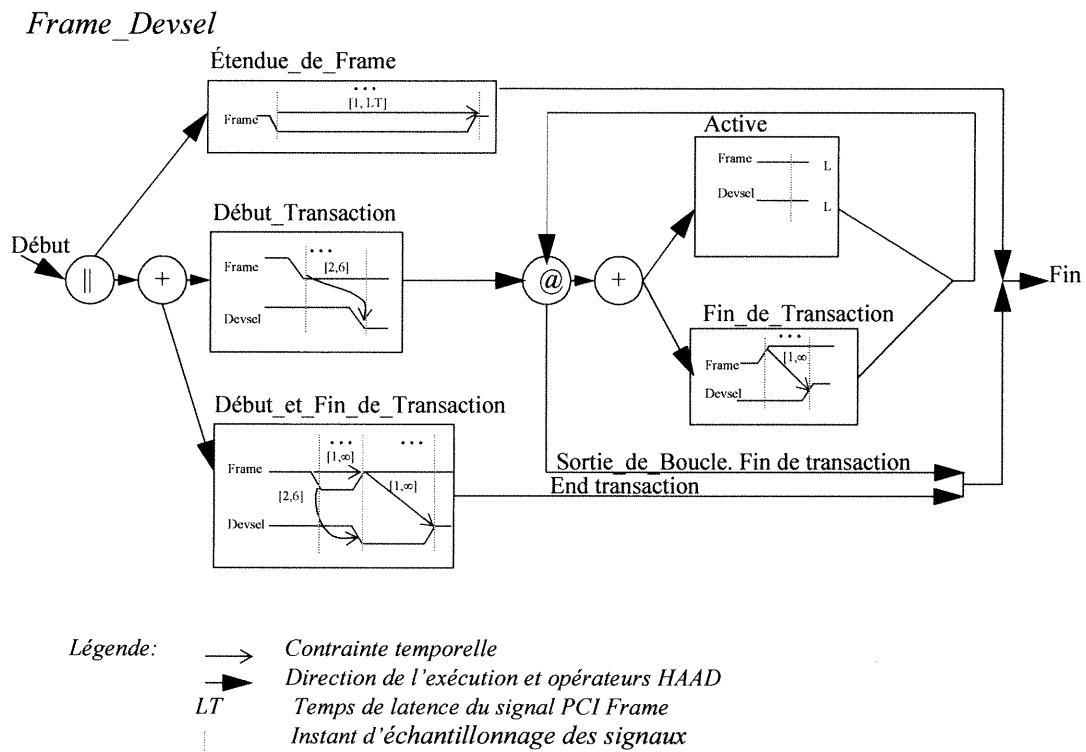 Frame_Devsel
Étendue_de_Frame
• • •
[1, LT]
Frame
Active
Frame
L
Devsel
L
Début_Transaction
• • •
[2,6]
Frame
Devsel
Début
||
+
@
+
Fin
Fin_de_Transaction
• • •
Frame
[1,∞
Devsel
Début_et_Fin_de_Transaction
• • •
• • •
[1,∞]
Frame
[1,∞]
[2,6]
Devsel
Sortie_de_Boucle. Fin de transaction
End transaction
Légende:
Contrainte temporelle
Direction de l'exécution et opérateurs HAAD
LT Temps de latence du signal PCI Frame
Instant d'échantillonnage des signaux